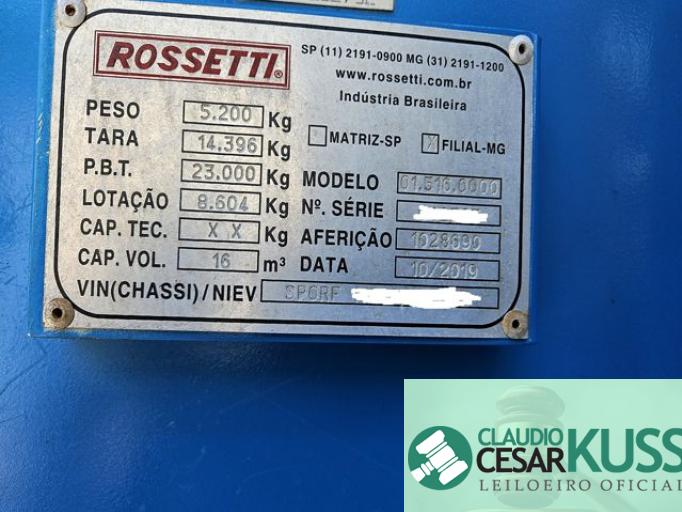 ROSSETTI®
SP (11) 2191-0900 MG (31) 2191-1200
www.rossetti.com.br
Indústria Brasileira
PESO 5.200 Kg
TARA 14.396 Kg
MATRIZ-SP X FILIAL-MG
P.B.T. 23.000 Kg
MODELO 01.516.0000
LOTAÇÃO 8.604 Kg
Nº. SÉRIE
CAP. TEC. X X Kg
AFERIÇÃO 1628690
CAP. VOL. 16 m³
DATA 10/2019
VIN(CHASSI)/NIEV SPGRF
CLAUDIO
CESAR KUSS
LEILOEIRO OFICIAL